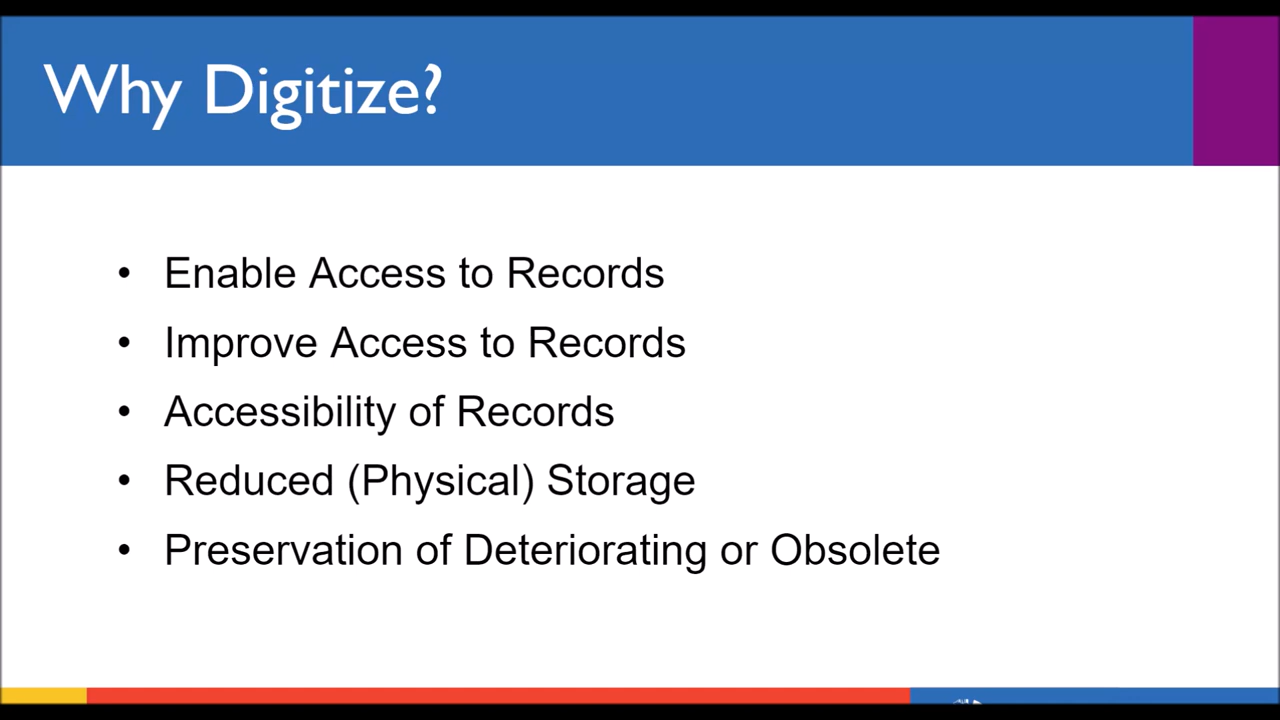 Why Digitize?
• Enable Access to Records
• Improve Access to Records
• Accessibility of Records
• Reduced (Physical) Storage
• Preservation of Deteriorating or Obsolete